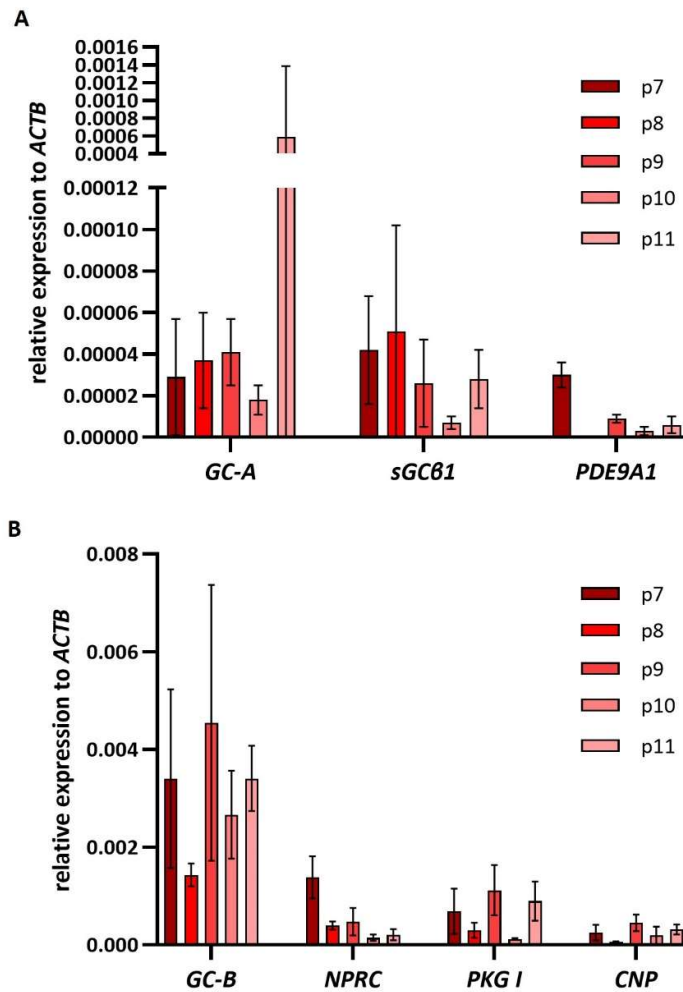 A
relative expression to ACTB
0.0016
0.0014
0.0012
0.0010
0.0008
0.0006
0.0004
0.00012
0.00010
0.00008
0.00006
0.00004
0.00002
0.00000
GC-A sGCβ1 PDE9A1
p7
p8
p9
p10
p11
B
relative expression to ACTB
0.008
0.006
0.004
0.002
0.000
GC-B NPRC PKG I CNP
p7
p8
p9
p10
p11